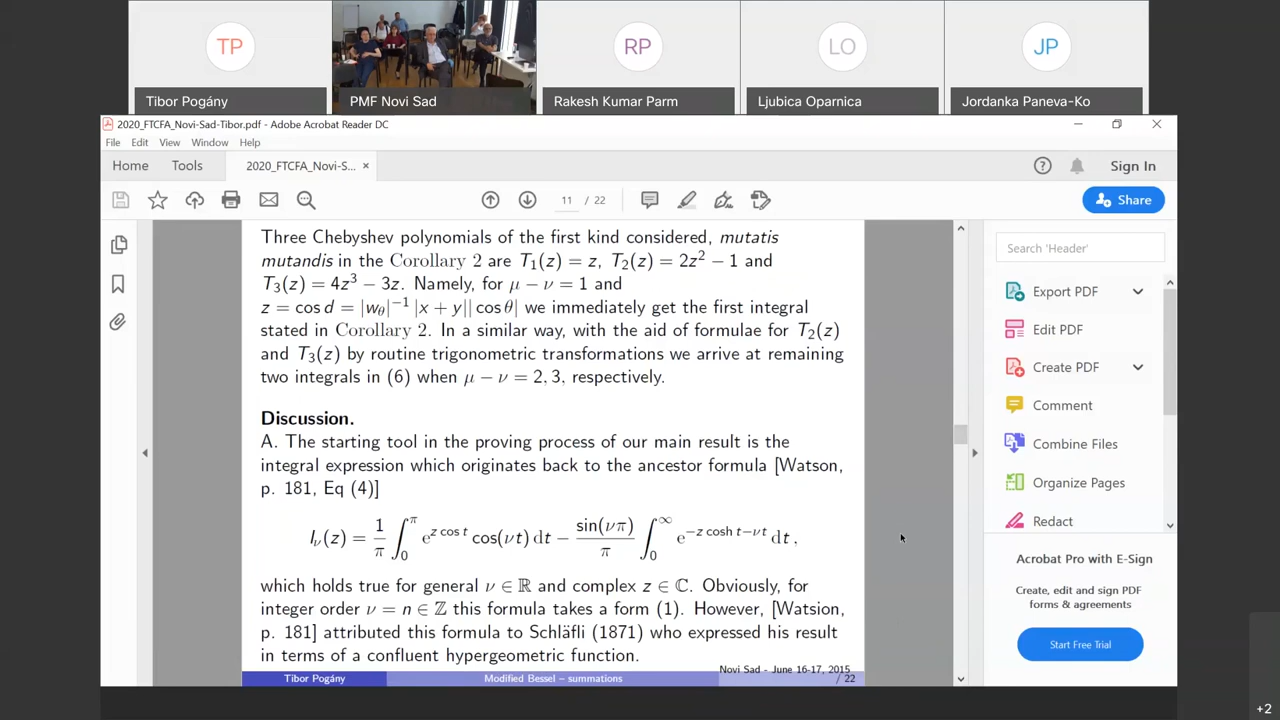 TP
RP
LO
JP
Tibor Pogány
PMF Novi Sad
Rakesh Kumar Parm
Ljubica Oparnica
Jordanka Paneva-Ko
2020_FTCFA_Novi-Sad-Tibor.pdf - Adobe Acrobat Reader DC
File Edit View Window Help
Home Tools 2020_FTCFA_Novi-S... × Sign In
11 / 22 Share
Three Chebyshev polynomials of the first kind considered, mutatis
mutandis in the Corollary 2 are T₁(z) = z, T₂(z) = 2z² − 1 and
T₃(z) = 4z³ − 3z. Namely, for μ − ν = 1 and
z = cos d = |w_θ|⁻¹ |x + y|| cos θ| we immediately get the first integral
stated in Corollary 2. In a similar way, with the aid of formulae for T₂(z)
and T₃(z) by routine trigonometric transformations we arrive at remaining
two integrals in (6) when μ − ν = 2, 3, respectively.
Discussion.
A. The starting tool in the proving process of our main result is the
integral expression which originates back to the ancestor formula [Watson,
p. 181, Eq (4)]
I_ν(z) = 1/π ∫₀^π e^{z cos t} cos(νt) dt − sin(νπ)/π ∫₀^∞ e^{−z cosh t−νt} dt ,
which holds true for general ν ∈ ℝ and complex z ∈ ℂ. Obviously, for
integer order ν = n ∈ ℤ this formula takes a form (1). However, [Watson,
p. 181] attributed this formula to Schläfli (1871) who expressed his result
in terms of a confluent hypergeometric function.
Novi Sad - June 16-17, 2015
Tibor Pogány Modified Bessel – summations / 22
Search 'Header'
Export PDF
Edit PDF
Create PDF
Comment
Combine Files
Organize Pages
Redact
Acrobat Pro with E-Sign
Create, edit and sign PDF
forms & agreements
Start Free Trial
+2